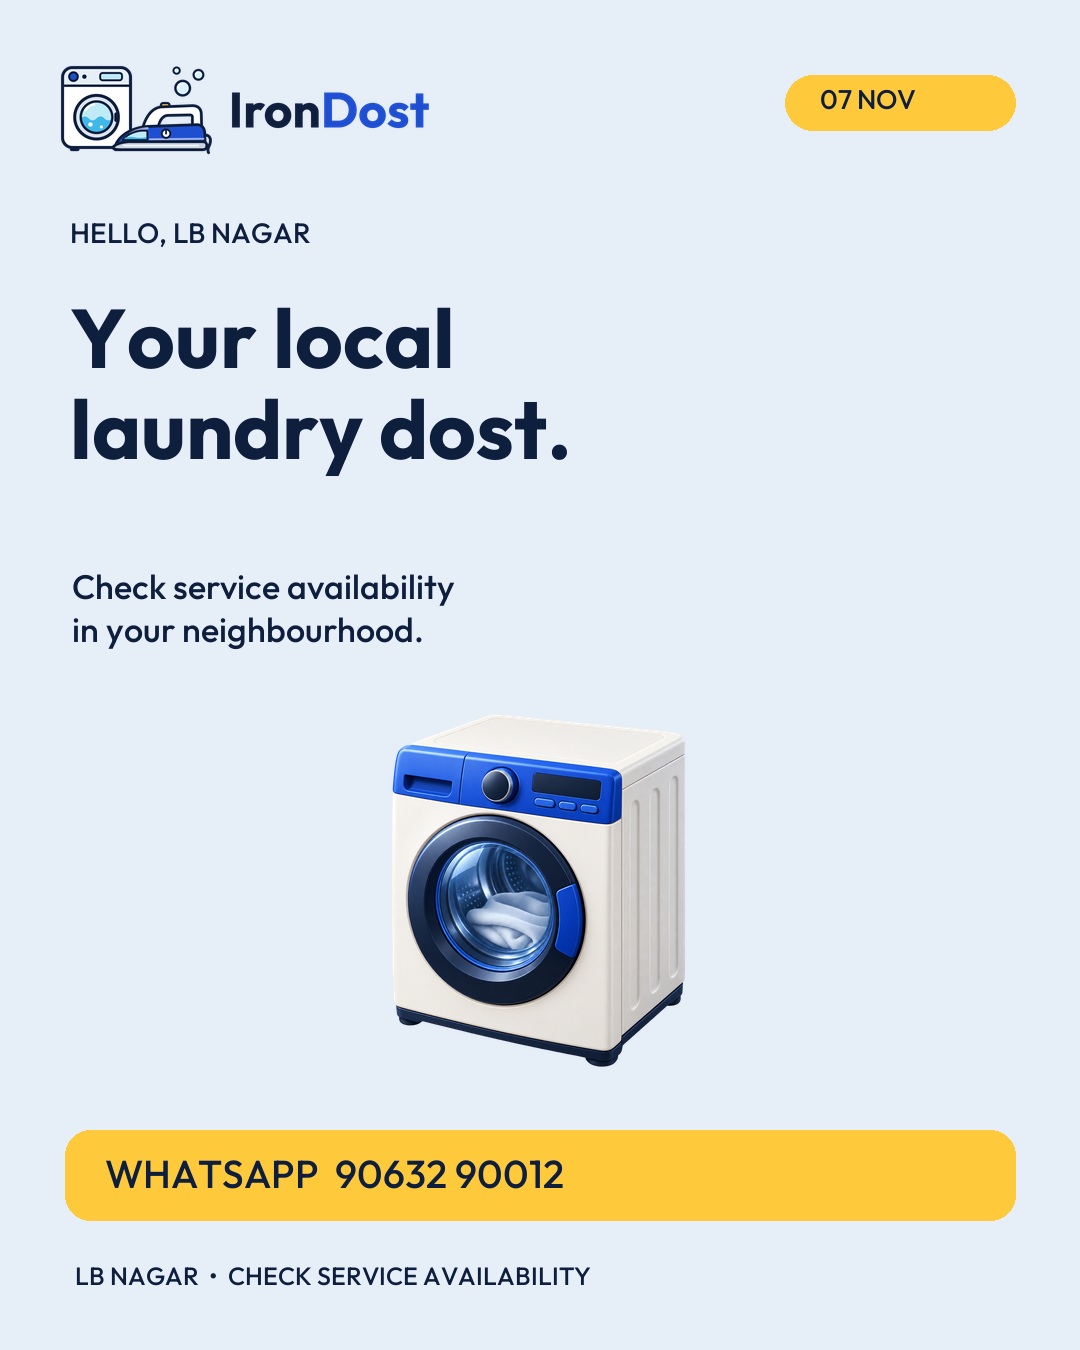 IronDost
07 NOV
HELLO, LB NAGAR
Your local
laundry dost.
Check service availability
in your neighbourhood.
WHATSAPP 90632 90012
LB NAGAR • CHECK SERVICE AVAILABILITY